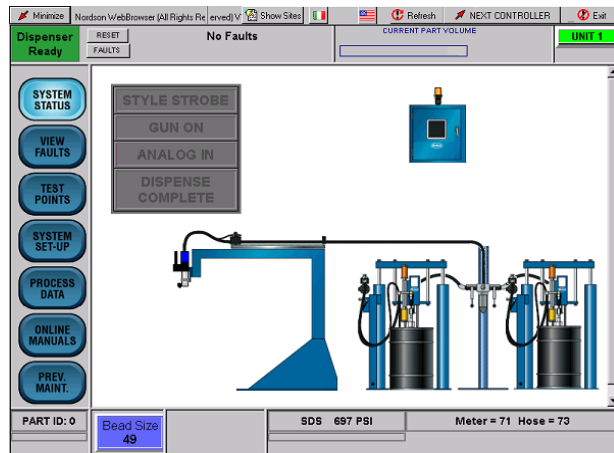 Minimize
Nordson WebBrowser (All Rights Re erved) V
Show Sites
Refresh
NEXT CONTROLLER
Exit
Dispenser
Ready
RESET
FAULTS
No Faults
CURRENT PART VOLUME
UNIT 1
SYSTEM
STATUS
VIEW
FAULTS
TEST
POINTS
SYSTEM
SET-UP
PROCESS
DATA
ONLINE
MANUALS
PREV.
MAINT.
STYLE STROBE
GUN ON
ANALOG IN
DISPENSE
COMPLETE
PART ID: 0
Bead Size
49
SDS 697 PSI
Meter = 71 Hose = 73